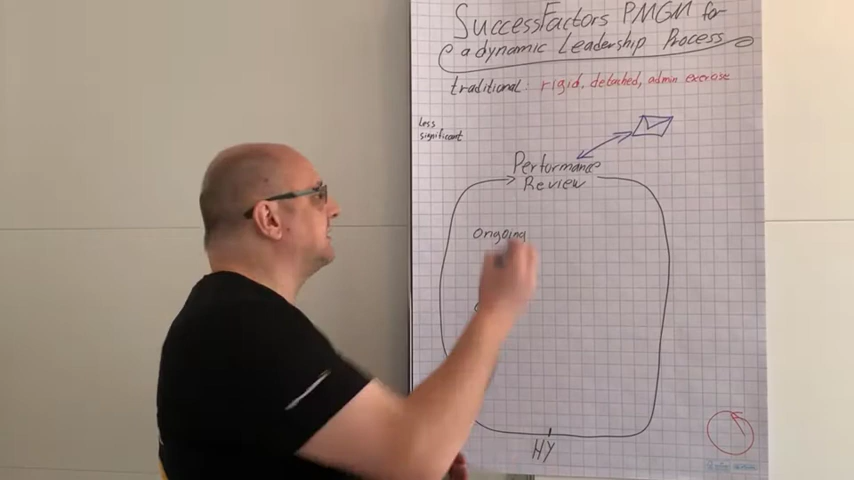 SuccessFactors PMGM for
a dynamic Leadership Process
traditional: rigid, detached, admin exercise
less
significant
Performance
Review
Ongoing
HY